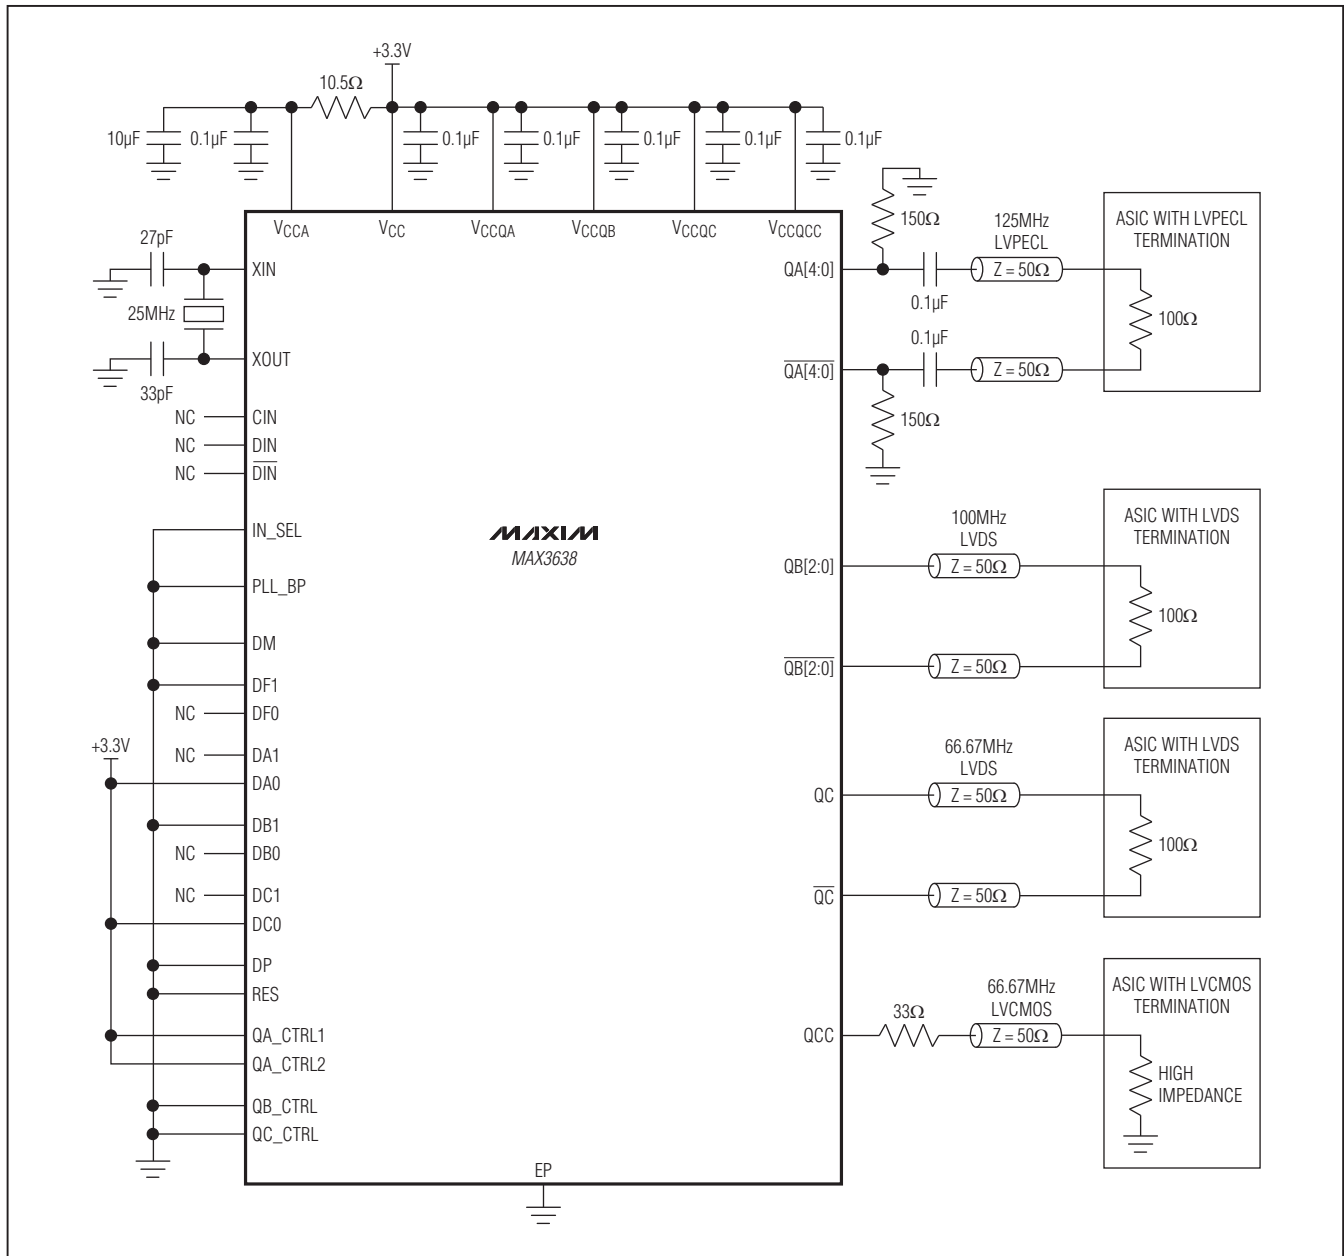 +3.3V
10.5Ω
10µF
0.1µF
0.1µF
0.1µF
0.1µF
0.1µF
0.1µF
VCCA
VCC
VCCQA
VCCQB
VCCQC
VCCQCC
27pF
25MHz
33pF
XIN
XOUT
NC
CIN
NC
DIN
NC
DIN
IN_SEL
PLL_BP
DM
DF1
NC
DF0
NC
DA1
+3.3V
DA0
DB1
NC
DB0
NC
DC1
DC0
DP
RES
QA_CTRL1
QA_CTRL2
QB_CTRL
QC_CTRL
MAXIM
MAX3638
EP
QA[4:0]
150Ω
0.1µF
125MHz
LVPECL
Z = 50Ω
ASIC WITH LVPECL
TERMINATION
100Ω
QA[4:0]
150Ω
0.1µF
Z = 50Ω
QB[2:0]
100MHz
LVDS
Z = 50Ω
ASIC WITH LVDS
TERMINATION
100Ω
QB[2:0]
Z = 50Ω
QC
66.67MHz
LVDS
Z = 50Ω
ASIC WITH LVDS
TERMINATION
100Ω
QC
Z = 50Ω
QCC
33Ω
66.67MHz
LVCMOS
Z = 50Ω
ASIC WITH LVCMOS
TERMINATION
HIGH
IMPEDANCE